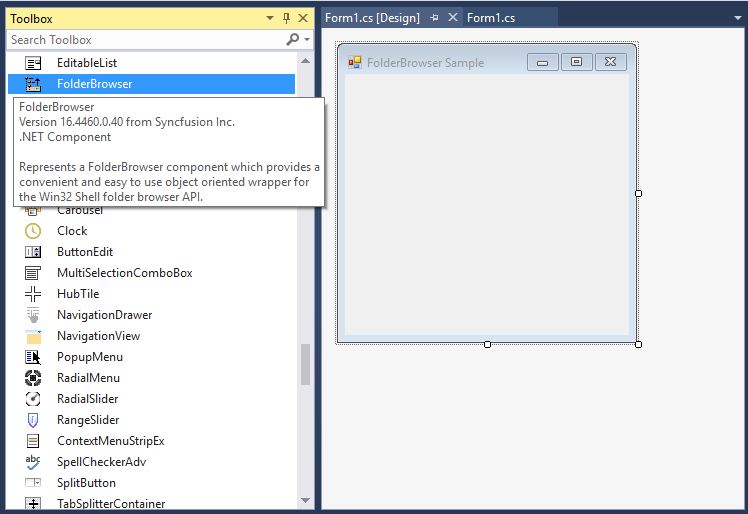 Toolbox
Search Toolbox
EditableList
FolderBrowser
FolderBrowser
Version 16.4460.0.40 from Syncfusion Inc.
.NET Component
Represents a FolderBrowser component which provides a
convenient and easy to use object oriented wrapper for
the Win32 Shell folder browser API.
Carousel
Clock
ButtonEdit
MultiSelectionComboBox
HubTile
NavigationDrawer
NavigationView
PopupMenu
RadialMenu
RadialSlider
RangeSlider
ContextMenuStripEx
abc SpellCheckerAdv
SplitButton
TabSplitterContainer
Form1.cs [Design] Form1.cs
FolderBrowser Sample